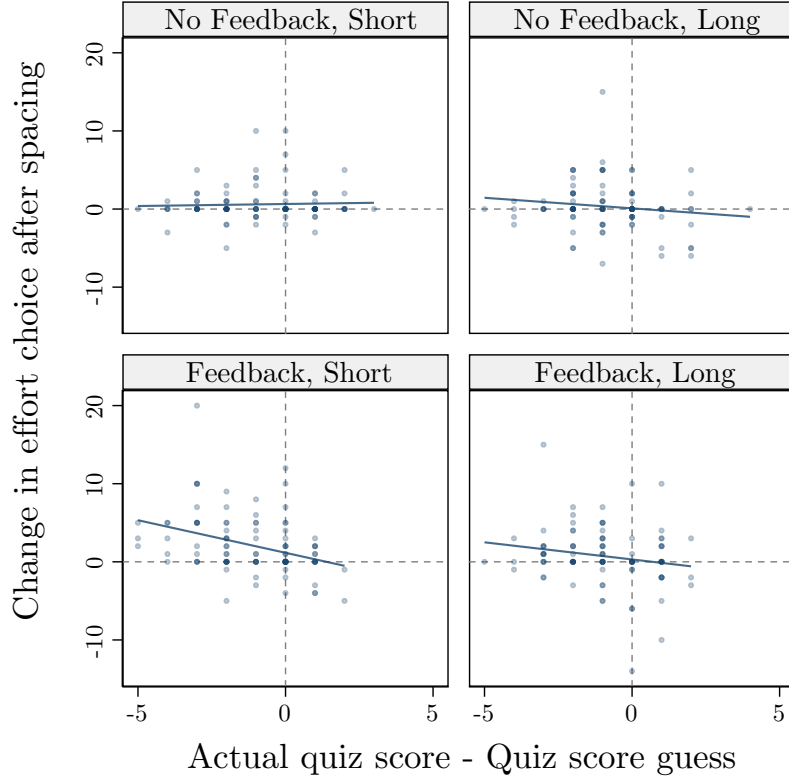 No Feedback, Short
No Feedback, Long
20
10
0
-10
Feedback, Short
Feedback, Long
20
10
0
-10
-5
0
5
-5
0
5
Change in effort choice after spacing
Actual quiz score - Quiz score guess